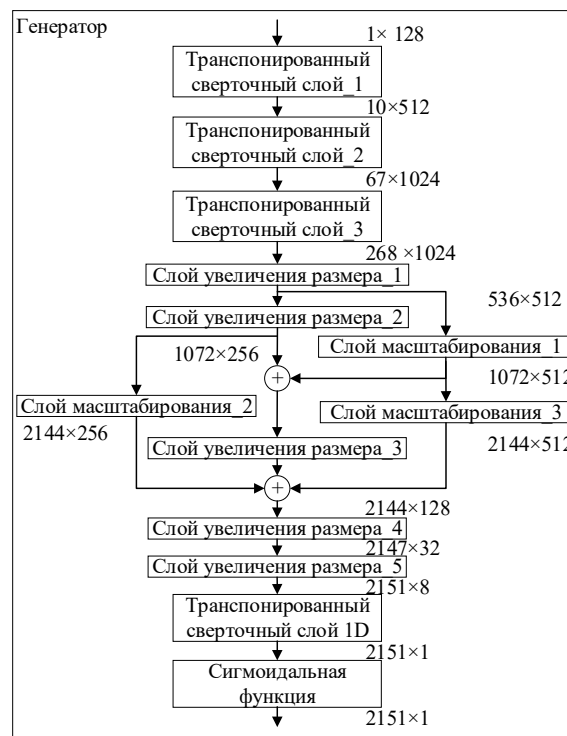 Генератор
1× 128
Транспонированный
сверточный слой_1
10×512
Транспонированный
сверточный слой_2
67×1024
Транспонированный
сверточный слой_3
268 ×1024
Слой увеличения размера_1
536×512
Слой увеличения размера_2
1072×256
Слой масштабирования_1
+
1072×512
Слой масштабирования_2
Слой масштабирования_3
2144×256
2144×512
Слой увеличения размера_3
+
2144×128
Слой увеличения размера_4
2147×32
Слой увеличения размера_5
2151×8
Транспонированный
сверточный слой 1D
2151×1
Сигмоидальная
функция
2151×1